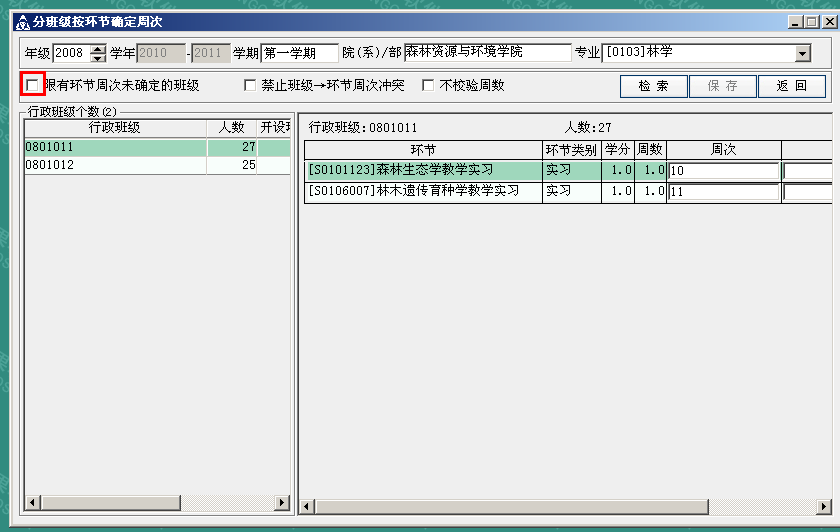 分班级按环节确定周次
年级 2008 学年 2010 - 2011 学期 第一学期 院(系)/部 森林资源与环境学院 专业 [0103]林学
限有环节周次未确定的班级 禁止班级→环节周次冲突 不校验周数 检 索 保 存 返 回
行政班级个数(2)
行政班级 人数 开设
0801011 27
0801012 25
行政班级:0801011 人数:27
环节 环节类别 学分 周数 周次
[S0101123]森林生态学教学实习 实习 1.0 1.0 10
[S0106007]林木遗传育种学教学实习 实习 1.0 1.0 11